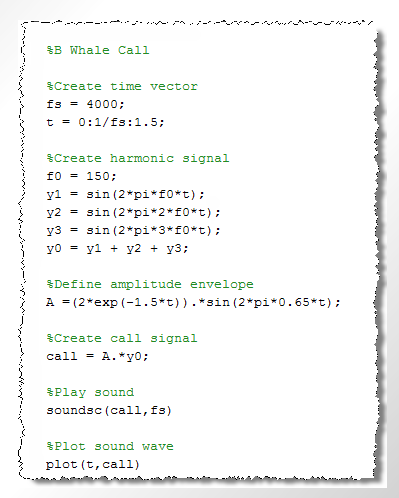 %B Whale Call
%Create time vector
fs = 4000;
t = 0:1/fs:1.5;
%Create harmonic signal
f0 = 150;
y1 = sin(2*pi*f0*t);
y2 = sin(2*pi*2*f0*t);
y3 = sin(2*pi*3*f0*t);
y0 = y1 + y2 + y3;
%Define amplitude envelope
A =(2*exp(-1.5*t)).*sin(2*pi*0.65*t);
%Create call signal
call = A.*y0;
%Play sound
soundsc(call,fs)
%Plot sound wave
plot(t,call)